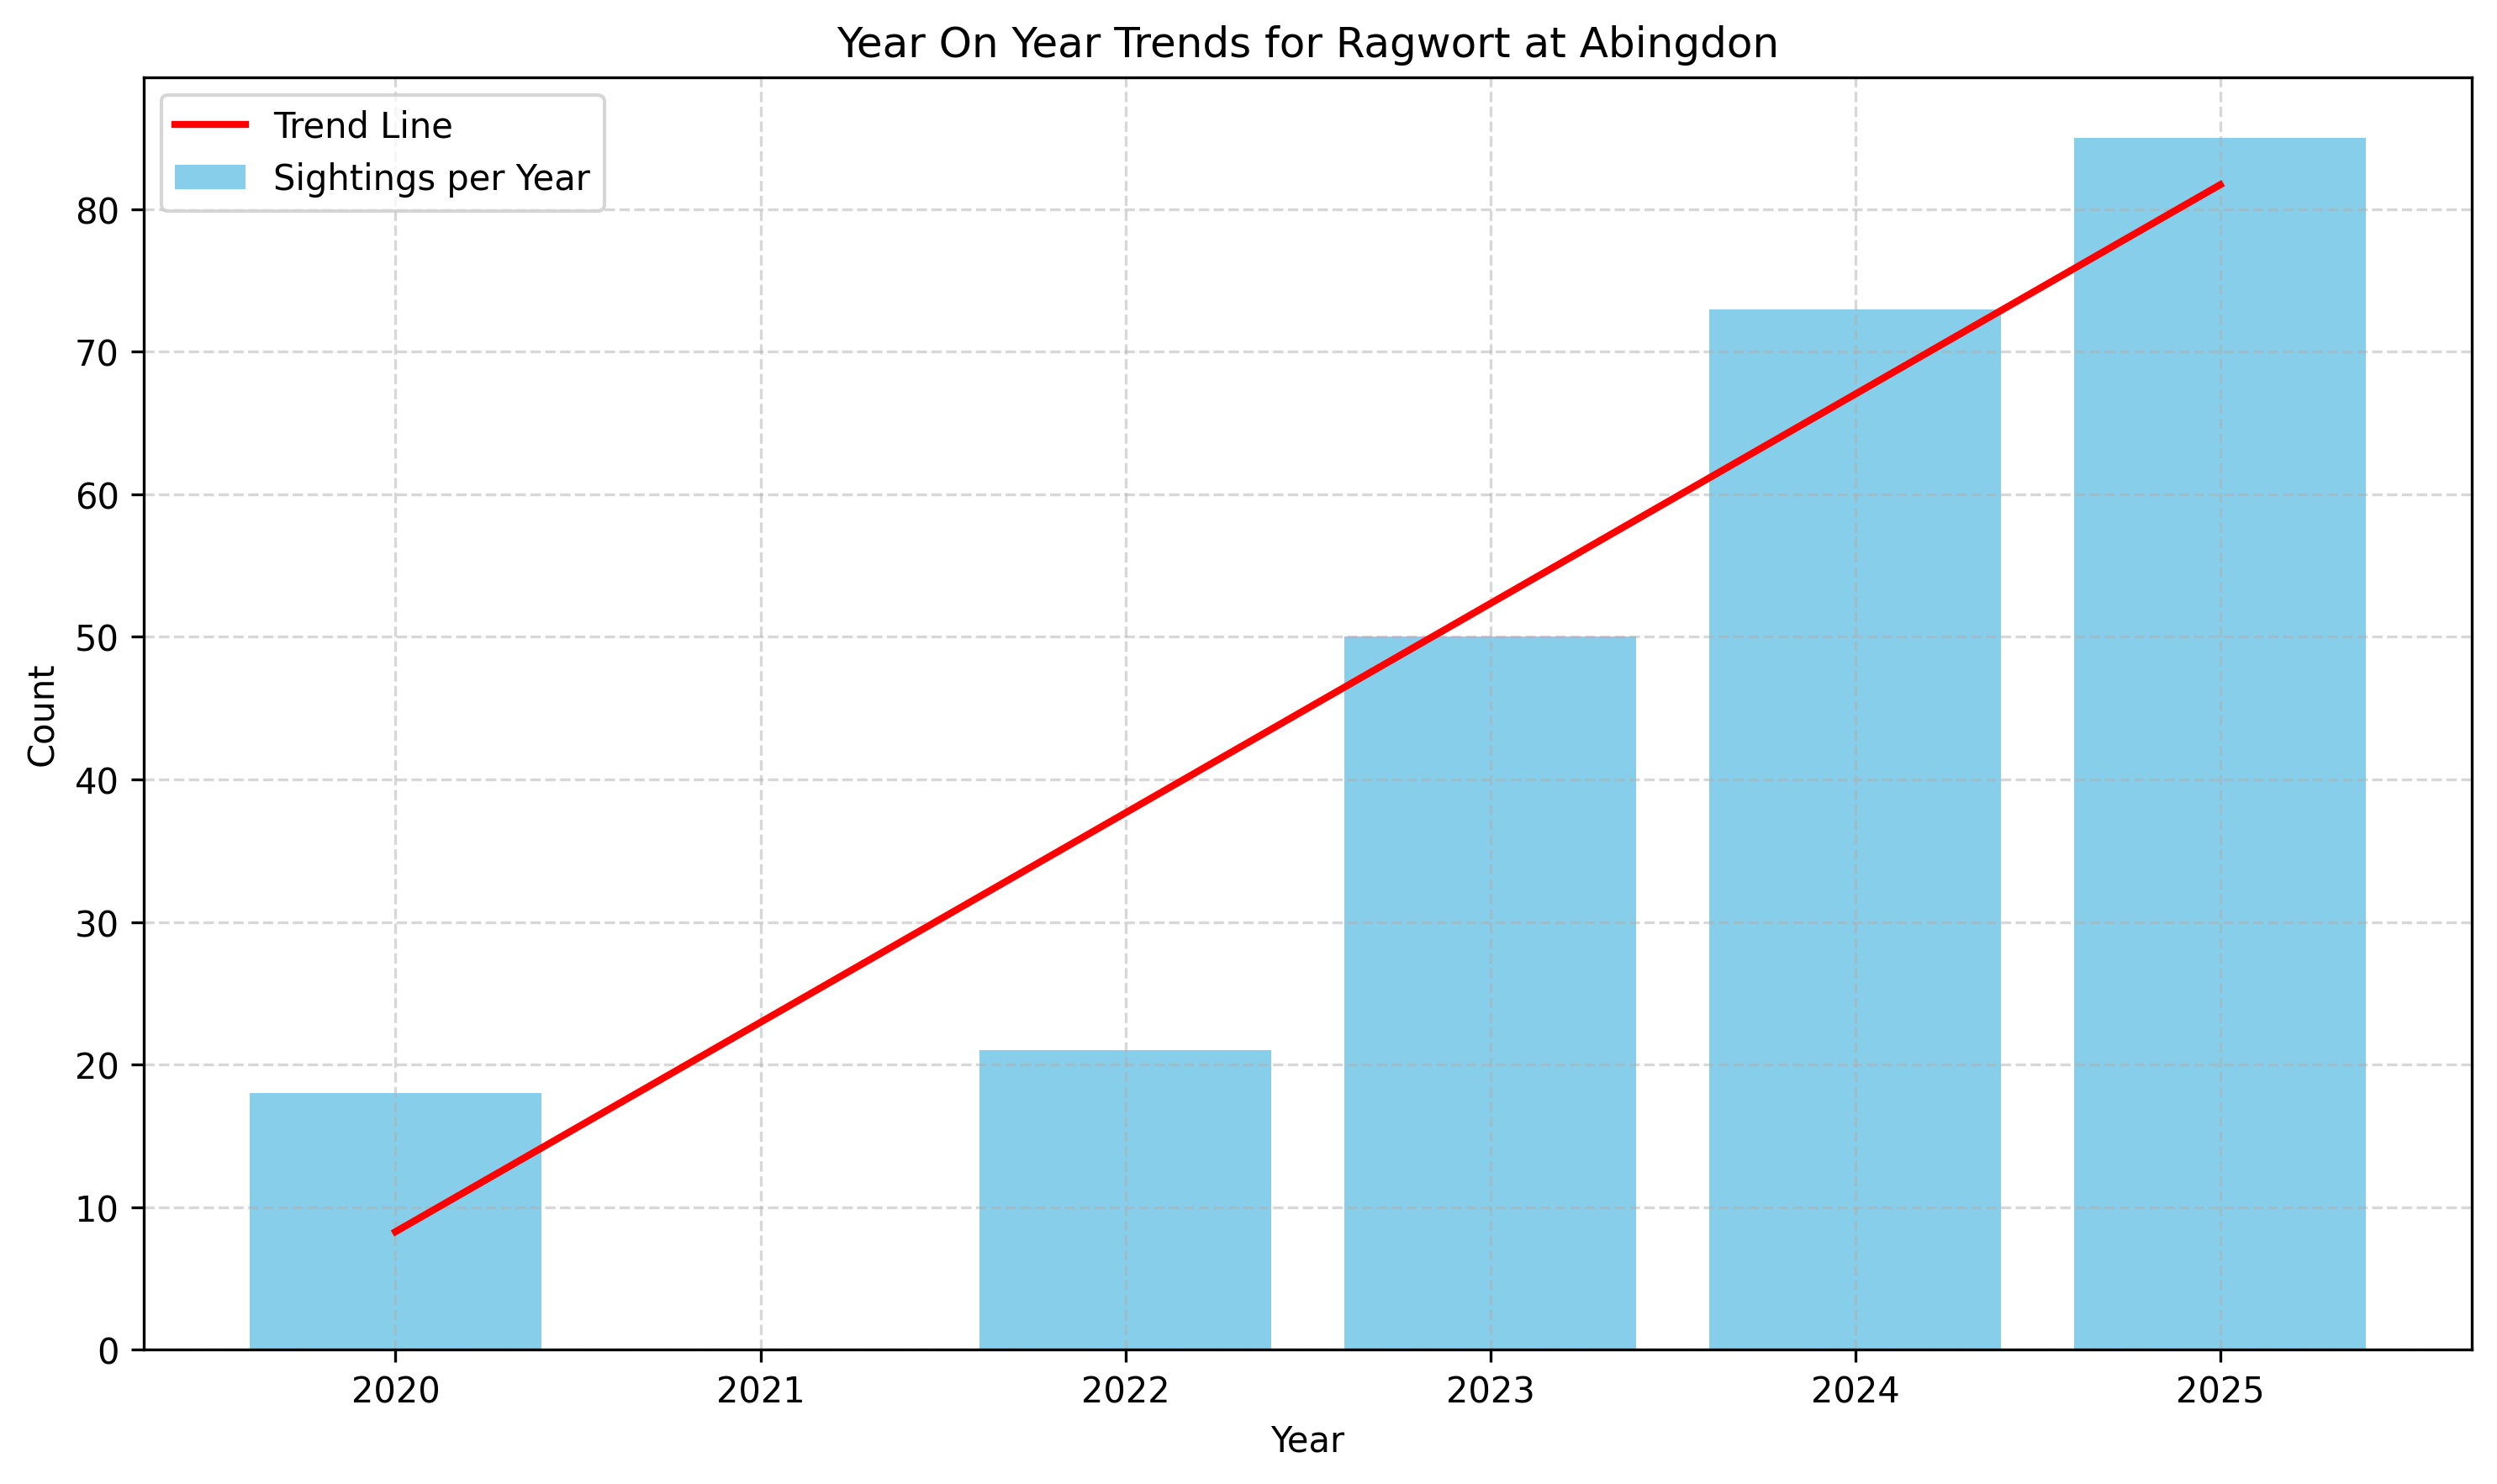 Year On Year Trends for Ragwort at Abingdon
Trend Line
Sightings per Year
80
70
60
50
40
30
20
10
0
Count
2020 2021 2022 2023 2024 2025
Year